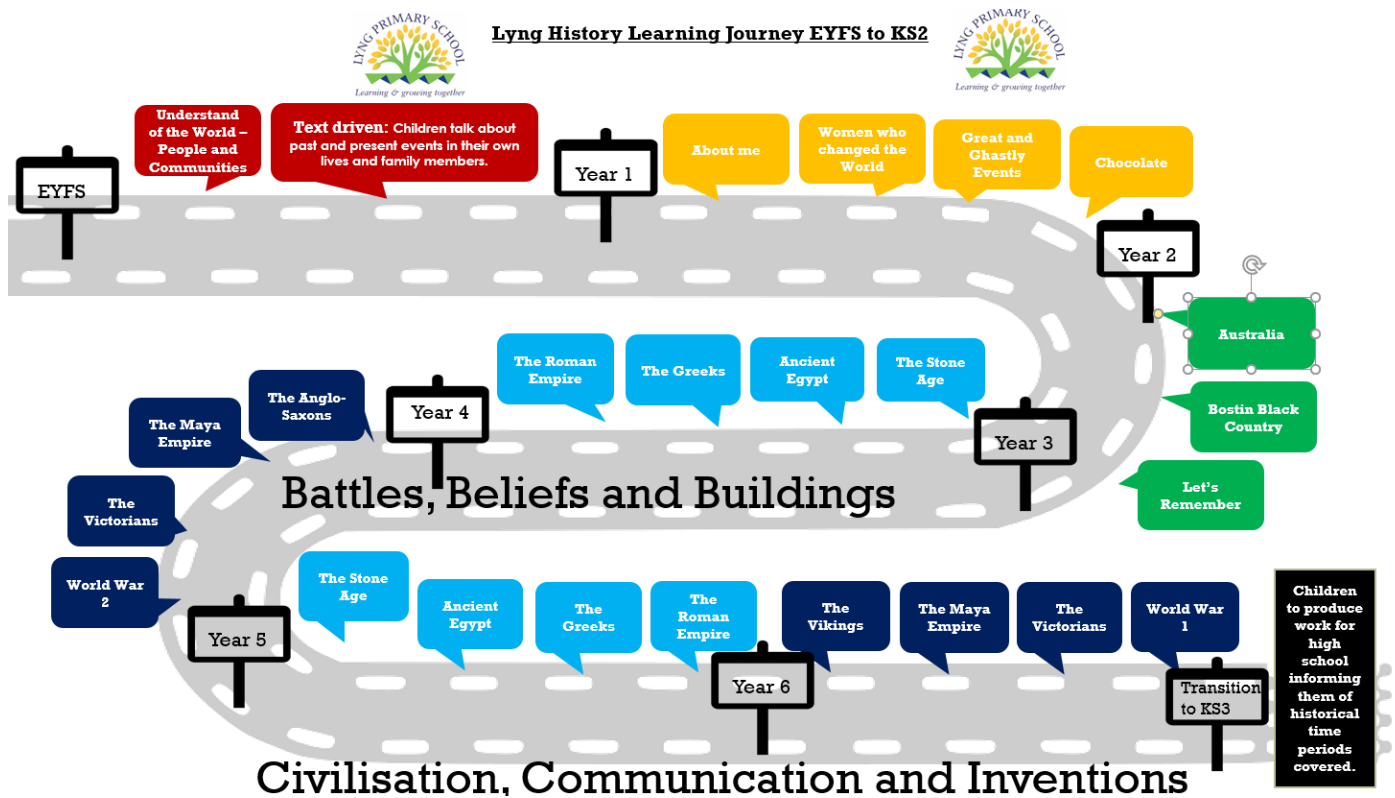 LYNG PRIMARY SCHOOL
Learning & growing together
Lyng History Learning Journey EYFS to KS2
LYNG PRIMARY SCHOOL
Learning & growing together
EYFS
Understand
of the World –
People and
Communities
Text driven: Children talk about
past and present events in their own
lives and family members.
Year 1
About me
Women who
changed the
World
Great and
Ghastly
Events
Chocolate
Year 2
Australia
Bostin Black
Country
Let's
Remember
Year 3
The Stone
Age
Ancient
Egypt
The Greeks
The Roman
Empire
Battles, Beliefs and Buildings
Year 4
The Anglo-
Saxons
The Maya
Empire
The
Victorians
World War
2
Year 5
The Stone
Age
Ancient
Egypt
The
Greeks
The
Roman
Empire
Year 6
The
Vikings
The Maya
Empire
The
Victorians
World War
1
Transition
to KS3
Children
to produce
work for
high
school
informing
them of
historical
time
periods
covered.
Civilisation, Communication and Inventions